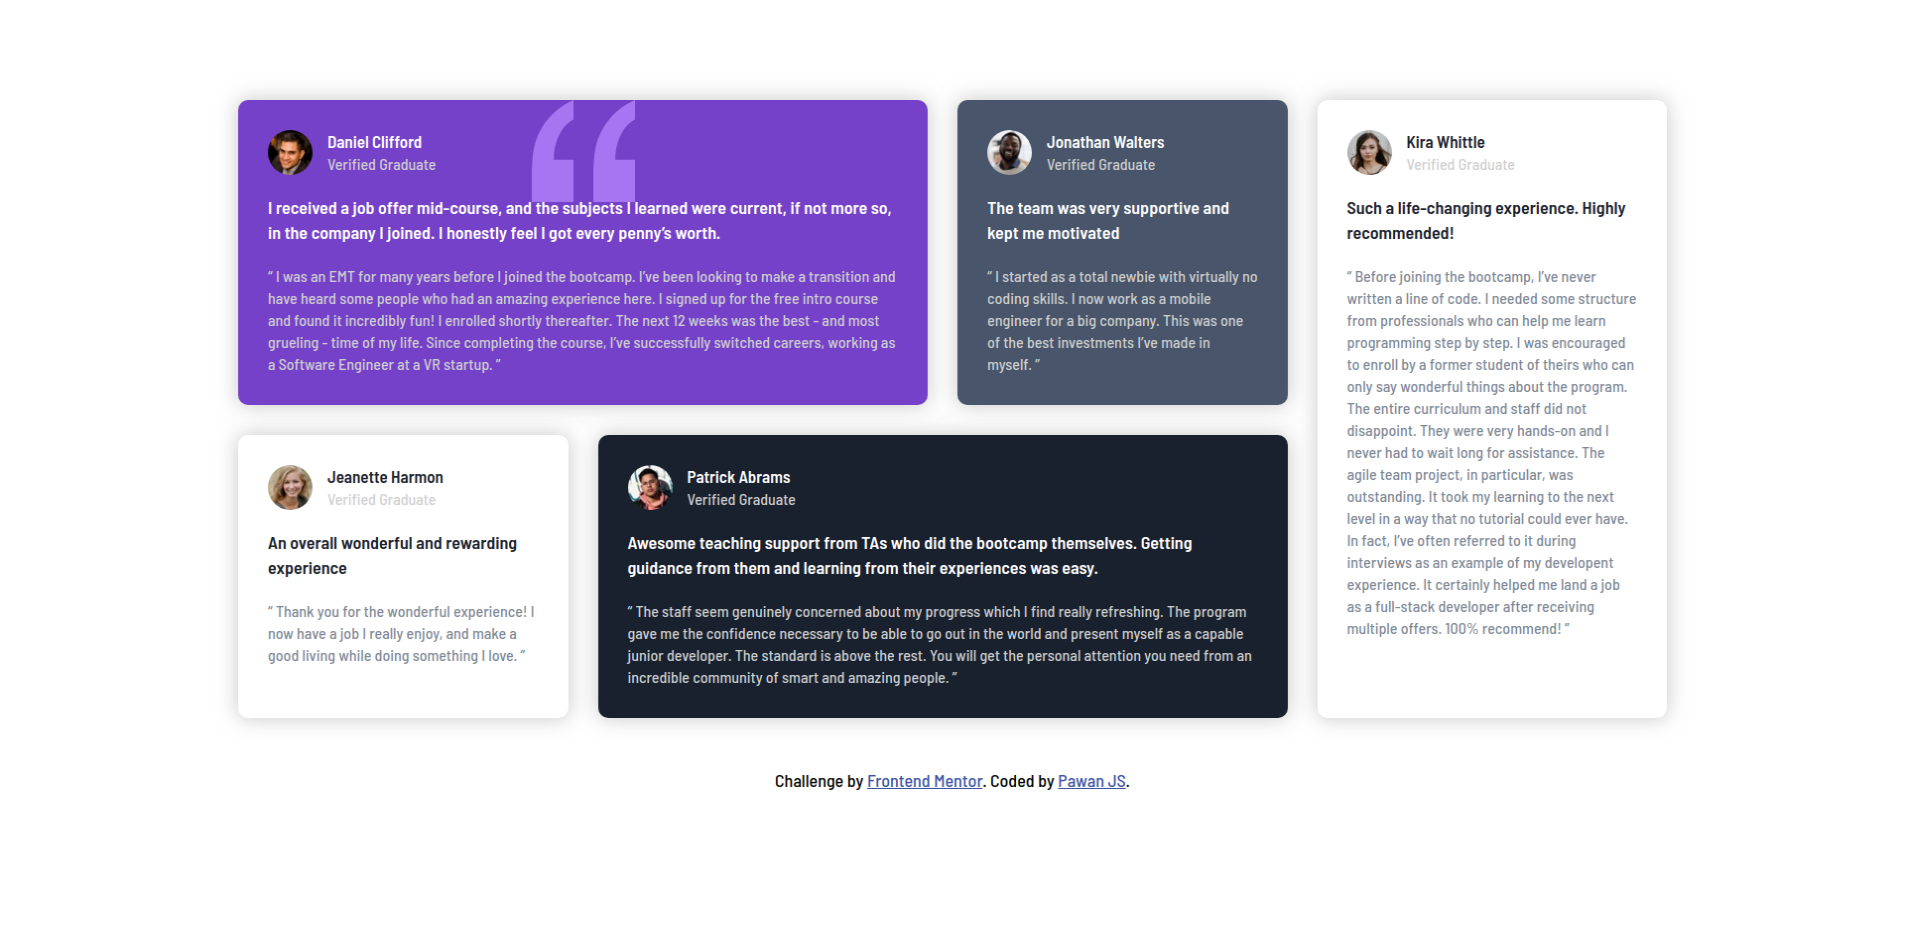 Daniel Clifford
Verified Graduate
I received a job offer mid-course, and the subjects I learned were current, if not more so,
in the company I joined. I honestly feel I got every penny’s worth.
“ I was an EMT for many years before I joined the bootcamp. I’ve been looking to make a transition and
have heard some people who had an amazing experience here. I signed up for the free intro course
and found it incredibly fun! I enrolled shortly thereafter. The next 12 weeks was the best - and most
grueling - time of my life. Since completing the course, I’ve successfully switched careers, working as
a Software Engineer at a VR startup. ”
Jonathan Walters
Verified Graduate
The team was very supportive and
kept me motivated
“ I started as a total newbie with virtually no
coding skills. I now work as a mobile
engineer for a big company. This was one
of the best investments I’ve made in
myself. ”
Kira Whittle
Verified Graduate
Such a life-changing experience. Highly
recommended!
“ Before joining the bootcamp, I’ve never
written a line of code. I needed some structure
from professionals who can help me learn
programming step by step. I was encouraged
to enroll by a former student of theirs who can
only say wonderful things about the program.
The entire curriculum and staff did not
disappoint. They were very hands-on and I
never had to wait long for assistance. The
agile team project, in particular, was
outstanding. It took my learning to the next
level in a way that no tutorial could ever have.
In fact, I’ve often referred to it during
interviews as an example of my developent
experience. It certainly helped me land a job
as a full-stack developer after receiving
multiple offers. 100% recommend! ”
Jeanette Harmon
Verified Graduate
An overall wonderful and rewarding
experience
“ Thank you for the wonderful experience! I
now have a job I really enjoy, and make a
good living while doing something I love. ”
Patrick Abrams
Verified Graduate
Awesome teaching support from TAs who did the bootcamp themselves. Getting
guidance from them and learning from their experiences was easy.
“ The staff seem genuinely concerned about my progress which I find really refreshing. The program
gave me the confidence necessary to be able to go out in the world and present myself as a capable
junior developer. The standard is above the rest. You will get the personal attention you need from an
incredible community of smart and amazing people. ”
Challenge by Frontend Mentor. Coded by Pawan JS.